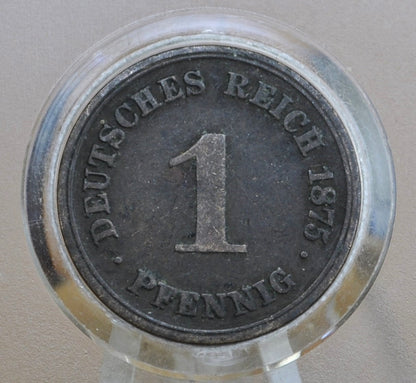 DEUTSCHES REICH 1875.
1
. PFENNIG .